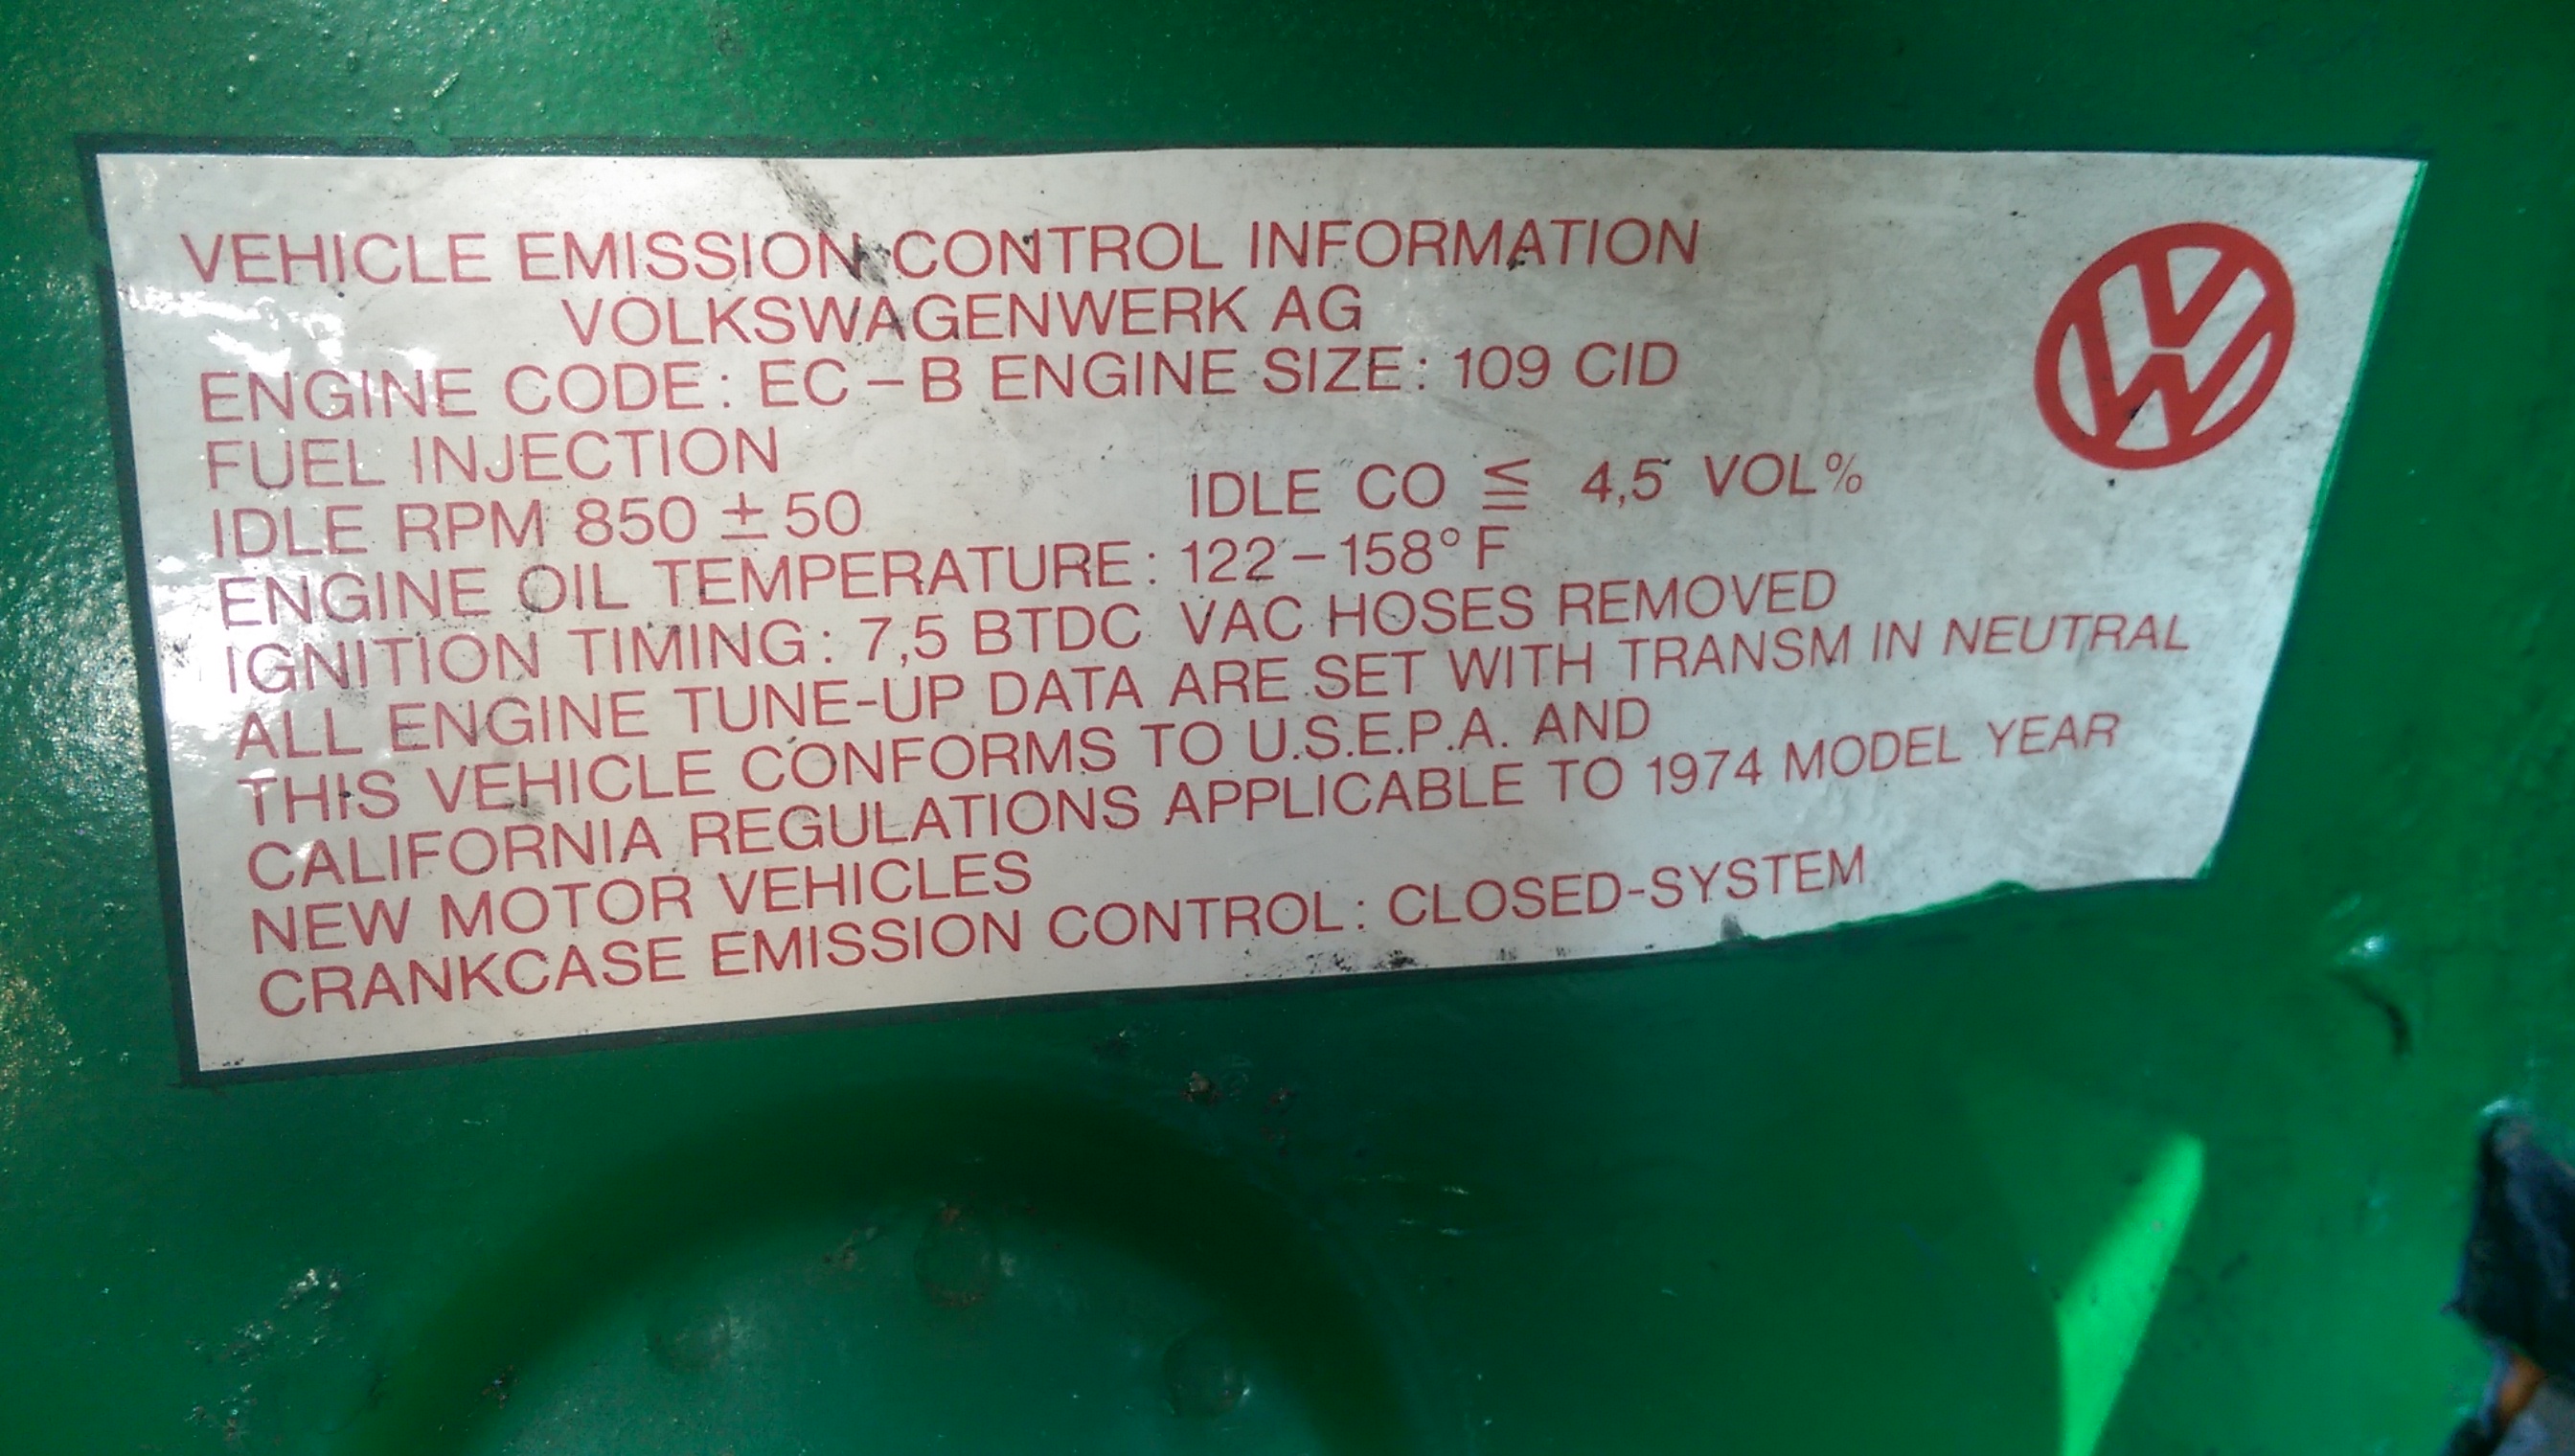 VEHICLE EMISSION CONTROL INFORMATION
VOLKSWAGENWERK AG
ENGINE CODE: EC-B ENGINE SIZE: 109 CID
FUEL INJECTION
IDLE RPM 850 ± 50 IDLE CO ≦ 4,5 VOL%
ENGINE OIL TEMPERATURE: 122-158° F
IGNITION TIMING: 7,5 BTDC VAC HOSES REMOVED
ALL ENGINE TUNE-UP DATA ARE SET WITH TRANSM IN NEUTRAL
THIS VEHICLE CONFORMS TO U.S.E.P.A. AND
CALIFORNIA REGULATIONS APPLICABLE TO 1974 MODEL YEAR
NEW MOTOR VEHICLES
CRANKCASE EMISSION CONTROL: CLOSED-SYSTEM
VW